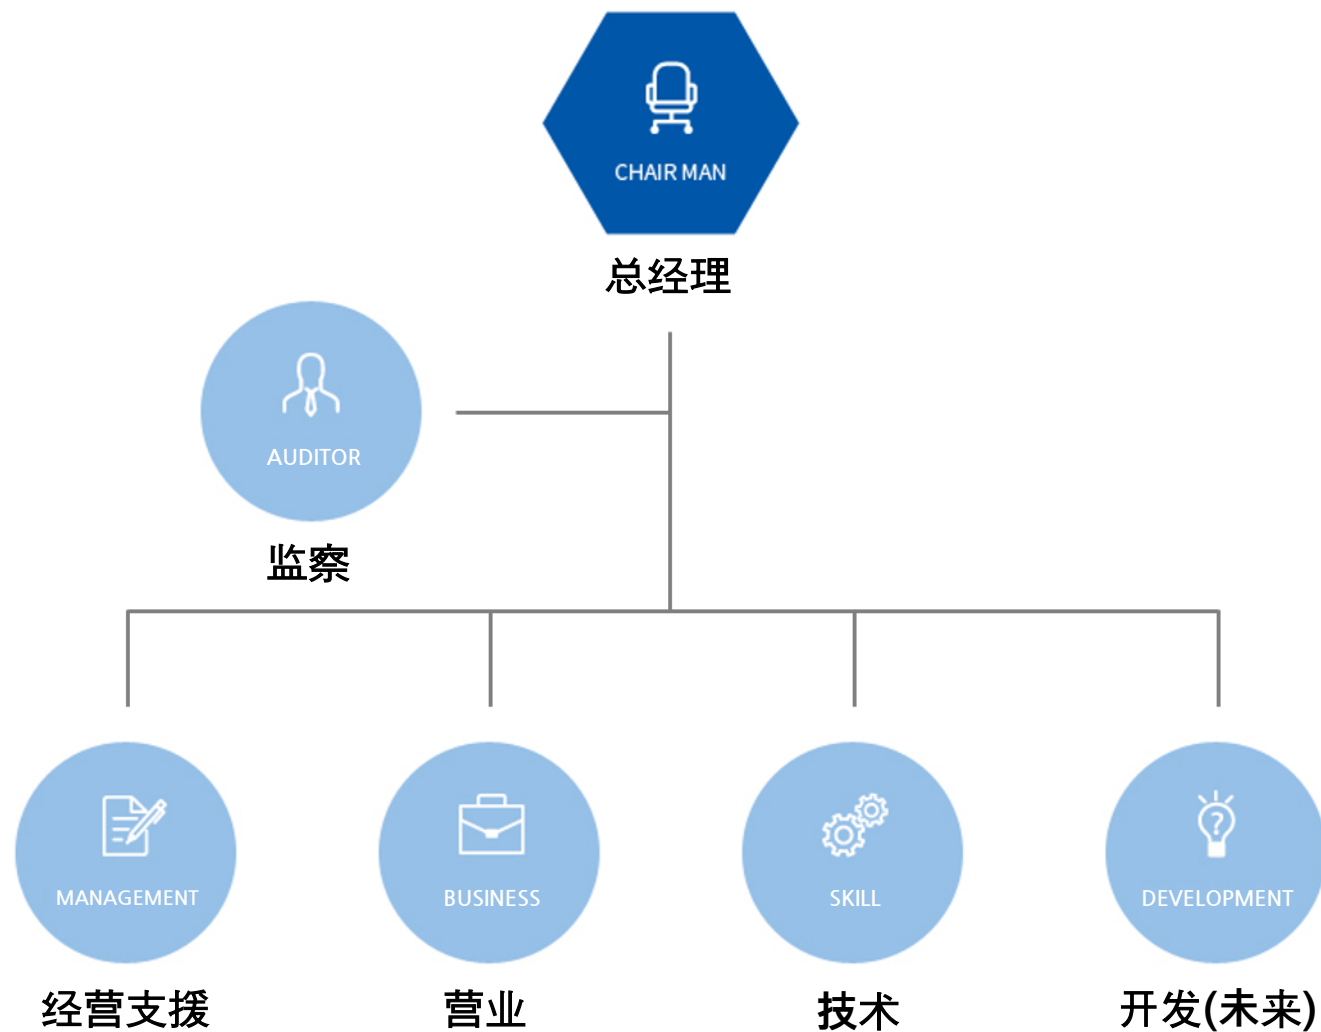 CHAIR MAN
总经理
AUDITOR
监察
MANAGEMENT
经营支援
BUSINESS
营业
SKILL
技术
DEVELOPMENT
开发(未来)